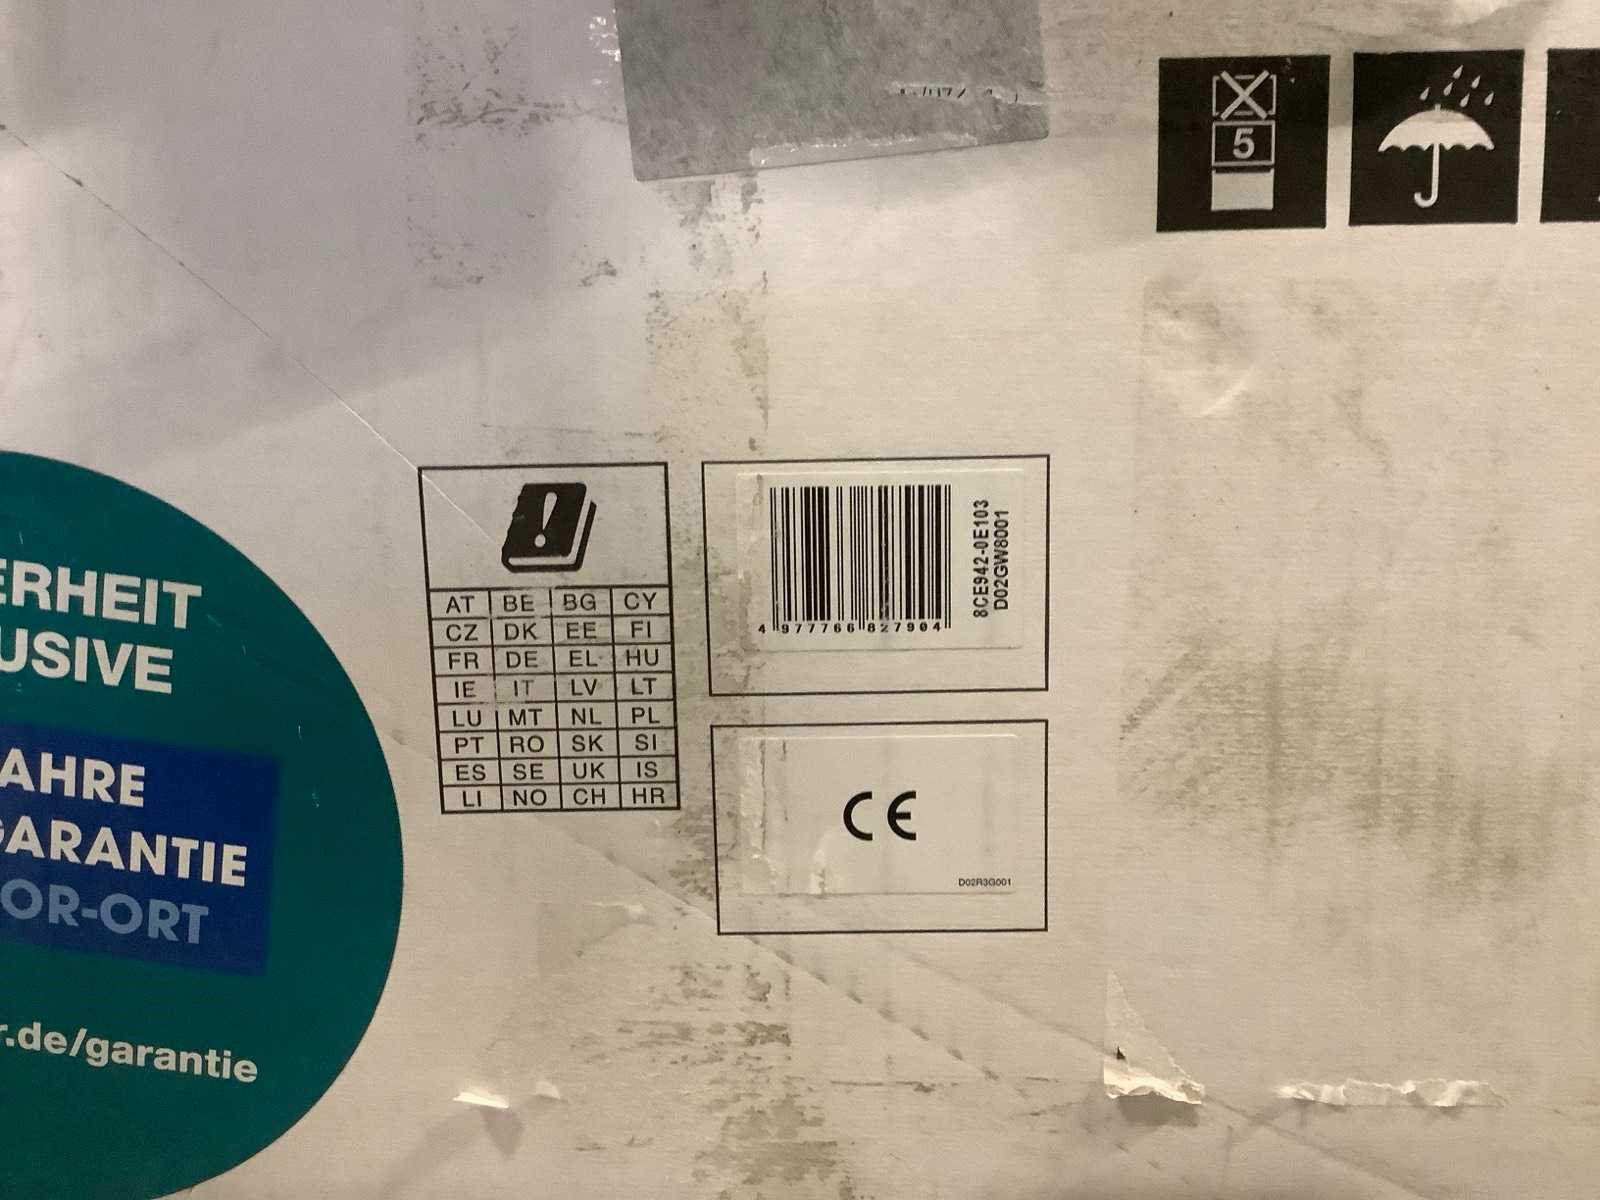 5
ERHEIT
USIVE
AHRE
GARANTIE
OR-ORT
r.de/garantie
AT BE BG CY
CZ DK EE FI
FR DE EL HU
IE IT LV LT
LU MT NL PL
PT RO SK SI
ES SE UK IS
LI NO CH HR
4 977766 827904
8CE942-0E103
D02GW8001
CE
D02R3G001